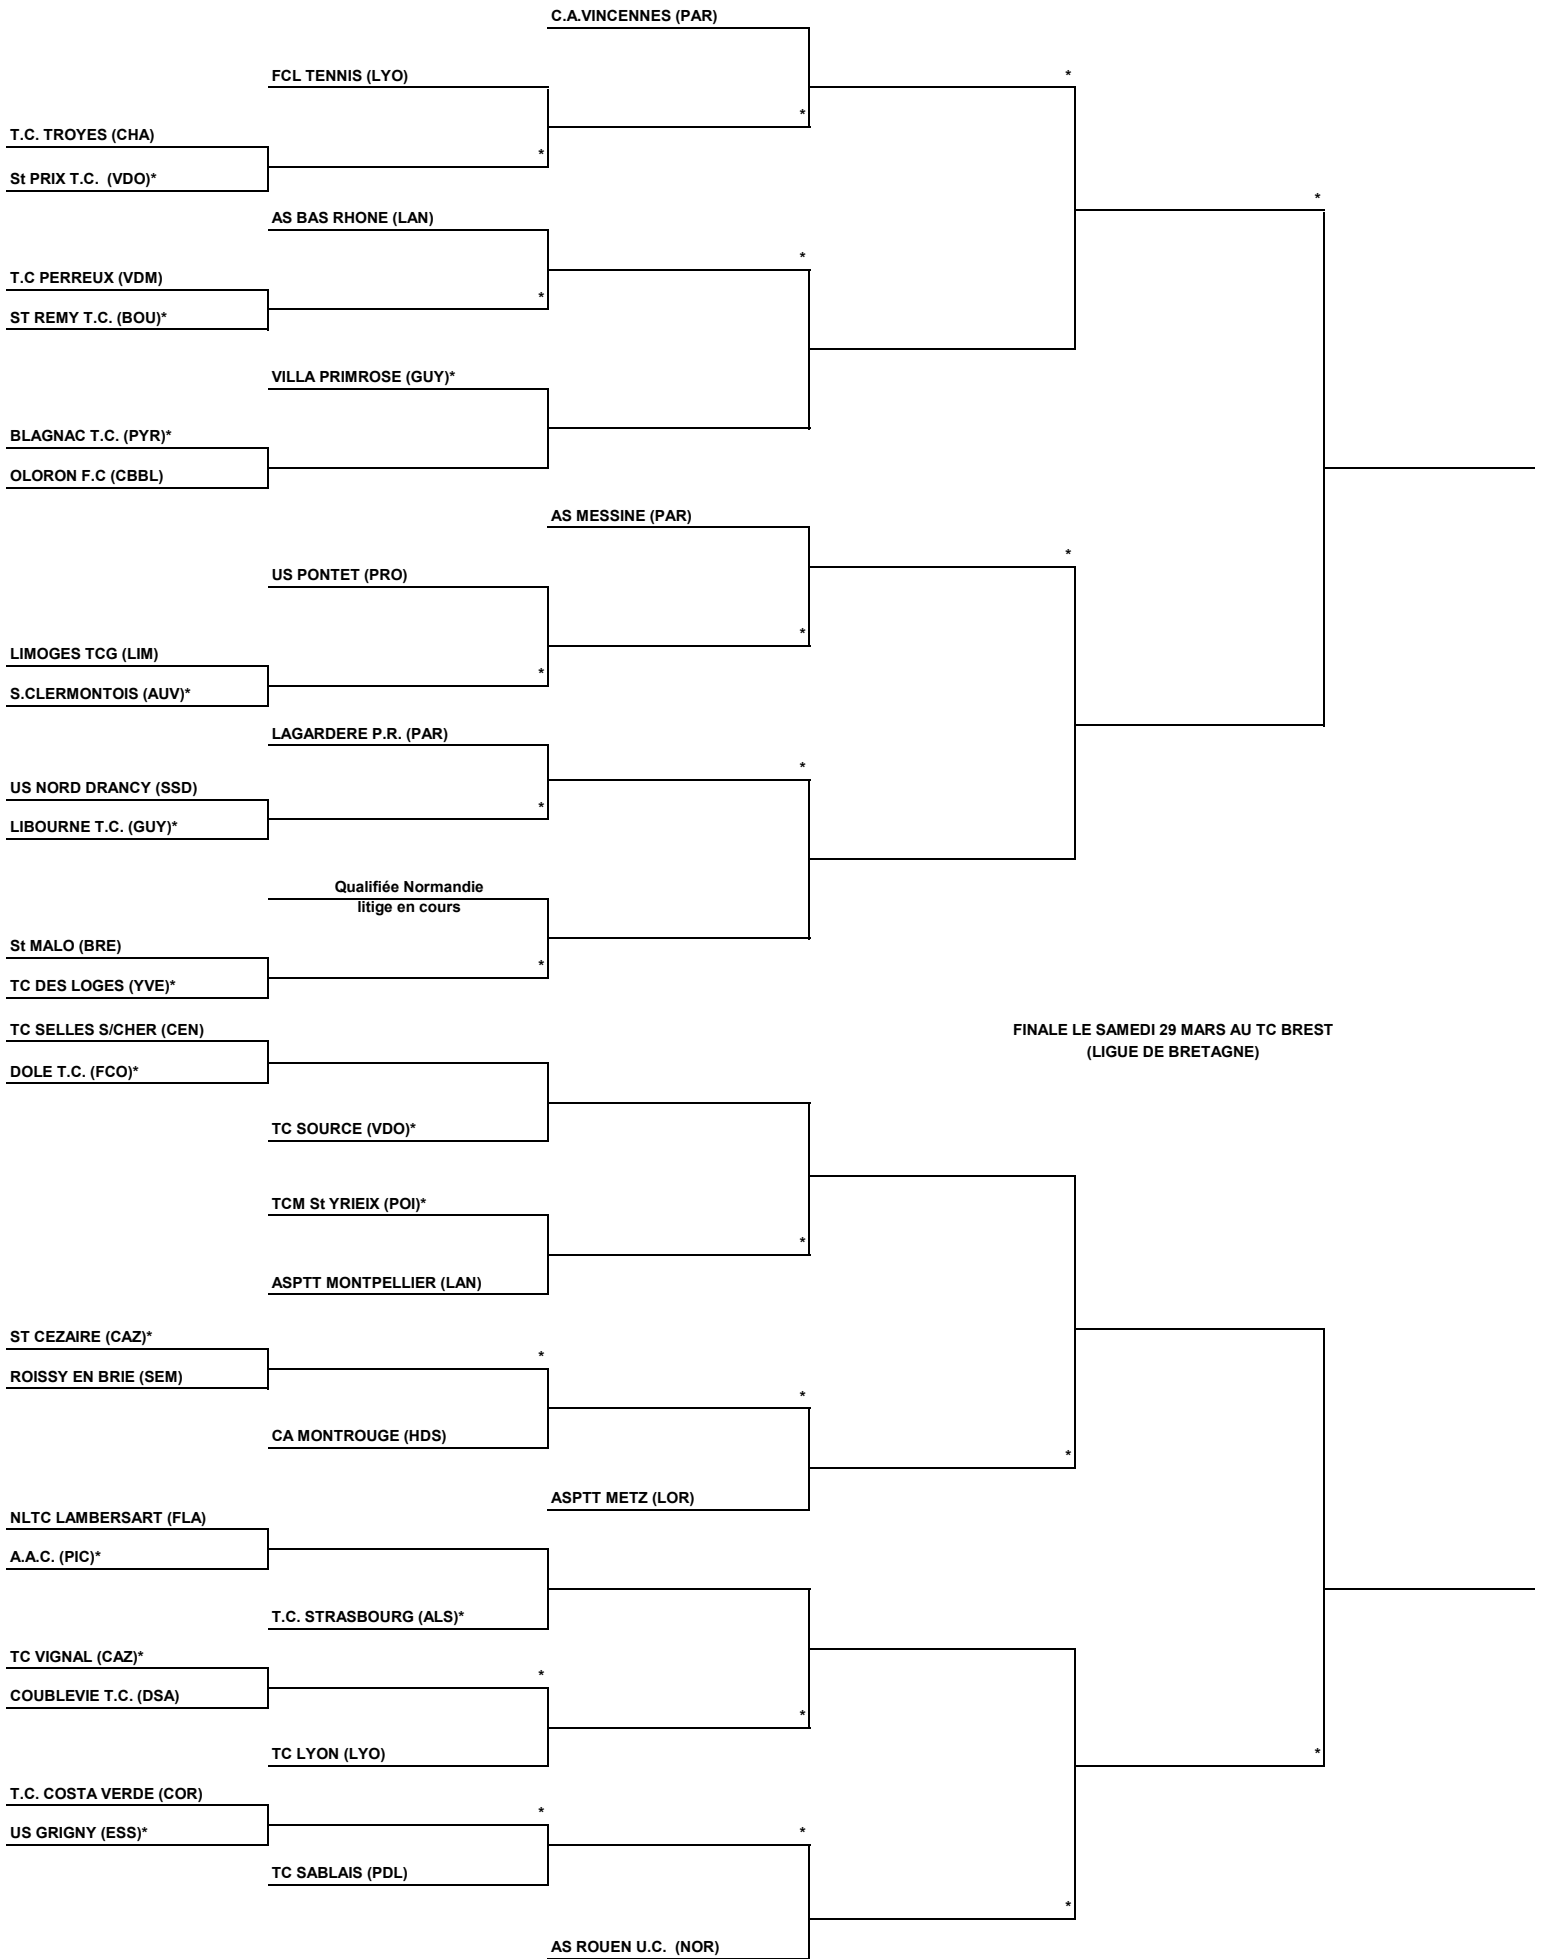 C.A.VINCENNES (PAR)
FCL TENNIS (LYO)
*
*
T.C. TROYES (CHA)
*
St PRIX T.C.  (VDO)*
*
AS BAS RHONE (LAN)
*
T.C PERREUX (VDM)
*
ST REMY T.C. (BOU)*
VILLA PRIMROSE (GUY)*
BLAGNAC T.C. (PYR)*
OLORON F.C (CBBL)
AS MESSINE (PAR)
*
US PONTET (PRO)
*
LIMOGES TCG (LIM)
*
S.CLERMONTOIS (AUV)*
LAGARDERE P.R. (PAR)
*
US NORD DRANCY (SSD)
*
LIBOURNE T.C. (GUY)*
Qualifiée Normandie
litige en cours
St MALO (BRE)
*
TC DES LOGES (YVE)*
TC SELLES S/CHER (CEN)
FINALE LE SAMEDI 29 MARS AU TC BREST
(LIGUE DE BRETAGNE)
DOLE T.C. (FCO)*
TC SOURCE (VDO)*
TCM St YRIEIX (POI)*
*
ASPTT MONTPELLIER (LAN)
ST CEZAIRE (CAZ)*
*
ROISSY EN BRIE (SEM)
*
CA MONTROUGE (HDS)
*
ASPTT METZ (LOR)
NLTC LAMBERSART (FLA)
A.A.C. (PIC)*
T.C. STRASBOURG (ALS)*
TC VIGNAL (CAZ)*
*
COUBLEVIE T.C. (DSA)
*
TC LYON (LYO)
*
T.C. COSTA VERDE (COR)
*
US GRIGNY (ESS)*
*
TC SABLAIS (PDL)
*
AS ROUEN U.C.  (NOR)